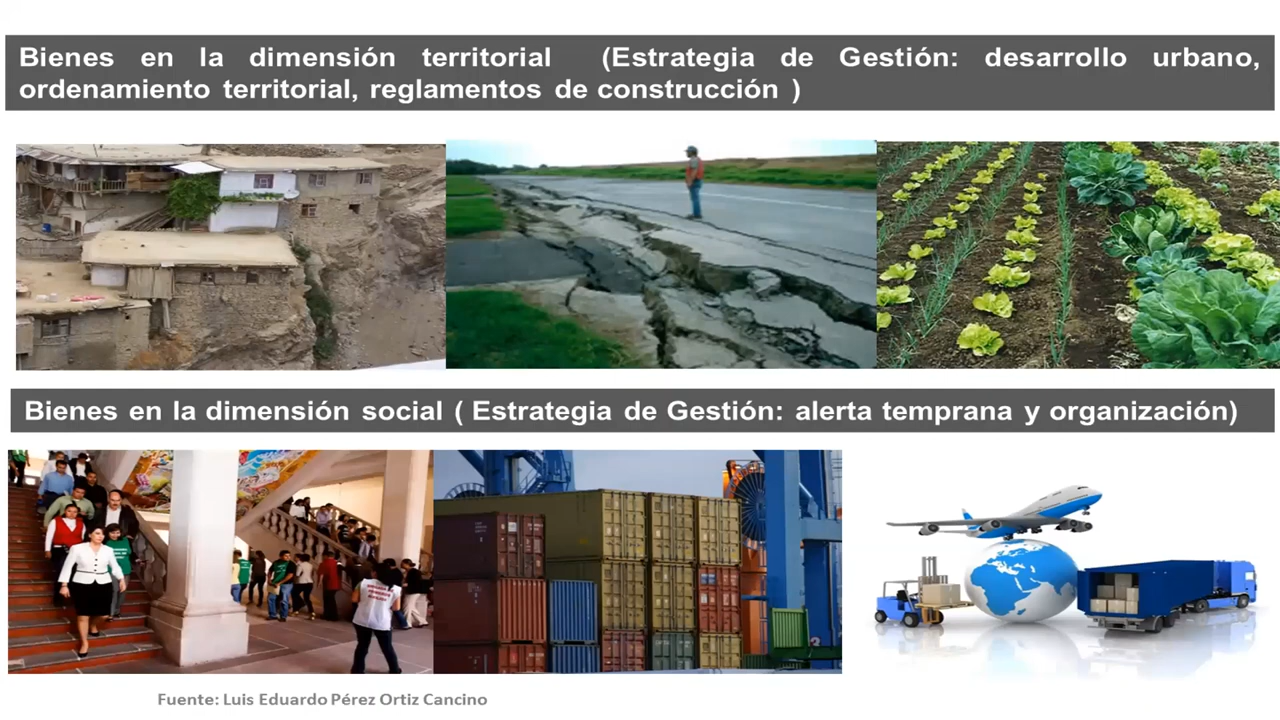 Bienes en la dimensión territorial (Estrategia de Gestión: desarrollo urbano,
ordenamiento territorial, reglamentos de construcción )
Bienes en la dimensión social ( Estrategia de Gestión: alerta temprana y organización)
Fuente: Luis Eduardo Pérez Ortiz Cancino